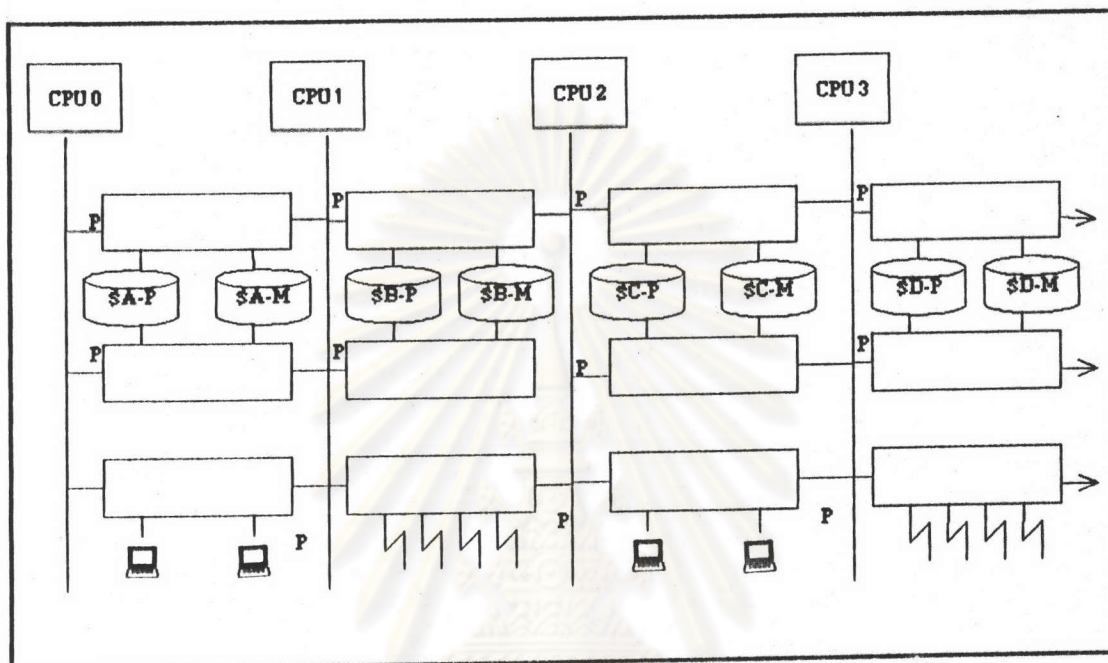 CPU 0
CPU 1
CPU 2
CPU 3
P
P
P
P
$A-P
$A-M
$B-P
$B-M
$C-P
$C-M
$D-P
$D-M
P
P
P
P
P
P
P